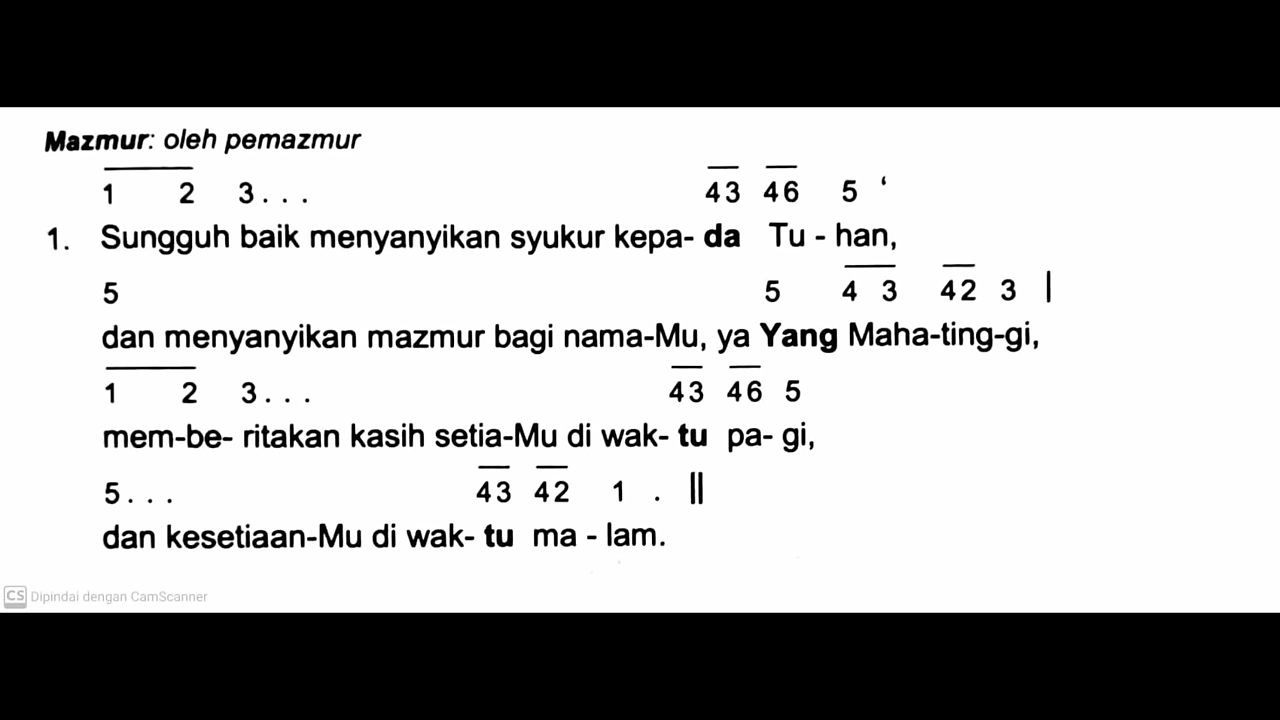 Mazmur: oleh pemazmur
1 2 3... 43 46 5 ‘
1. Sungguh baik menyanyikan syukur kepa- da Tu - han,
5 5 4 3 42 3 |
dan menyanyikan mazmur bagi nama-Mu, ya Yang Maha-ting-gi,
1 2 3... 43 46 5
mem-be- ritakan kasih setia-Mu di wak- tu pa- gi,
5... 43 42 1 . ||
dan kesetiaan-Mu di wak- tu ma - lam.
CS Dipindai dengan CamScanner